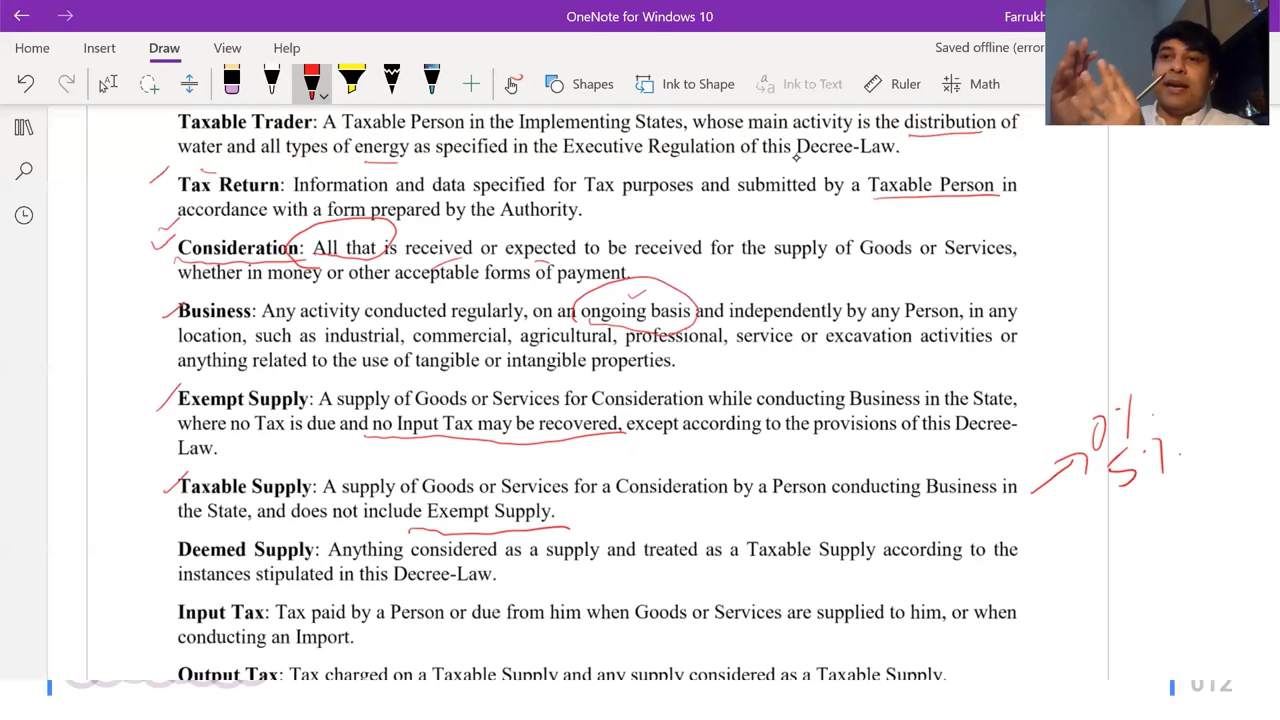 OneNote for Windows 10
Farrukh
Home Insert Draw View Help
Saved offline (error
Shapes Ink to Shape Ink to Text Ruler Math
Taxable Trader: A Taxable Person in the Implementing States, whose main activity is the distribution of
water and all types of energy as specified in the Executive Regulation of this Decree-Law.
Tax Return: Information and data specified for Tax purposes and submitted by a Taxable Person in
accordance with a form prepared by the Authority.
Consideration: All that is received or expected to be received for the supply of Goods or Services,
whether in money or other acceptable forms of payment.
Business: Any activity conducted regularly, on an ongoing basis and independently by any Person, in any
location, such as industrial, commercial, agricultural, professional, service or excavation activities or
anything related to the use of tangible or intangible properties.
Exempt Supply: A supply of Goods or Services for Consideration while conducting Business in the State,
where no Tax is due and no Input Tax may be recovered, except according to the provisions of this Decree-
Law.
0%
5%
Taxable Supply: A supply of Goods or Services for a Consideration by a Person conducting Business in
the State, and does not include Exempt Supply.
Deemed Supply: Anything considered as a supply and treated as a Taxable Supply according to the
instances stipulated in this Decree-Law.
Input Tax: Tax paid by a Person or due from him when Goods or Services are supplied to him, or when
conducting an Import.
Output Tax: Tax charged on a Taxable Supply and any supply considered as a Taxable Supply.
012